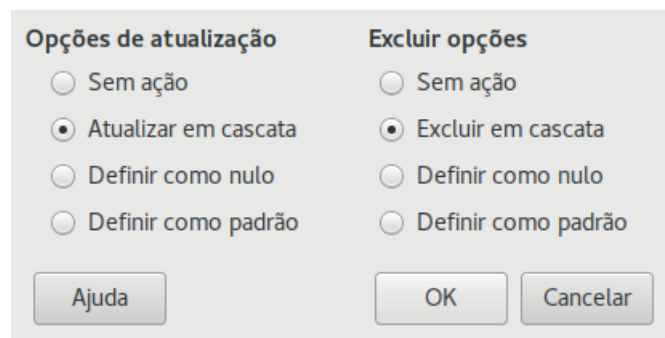 Opções de atualização
Sem ação
Atualizar em cascata
Definir como nulo
Definir como padrão
Excluir opções
Sem ação
Excluir em cascata
Definir como nulo
Definir como padrão
Ajuda
OK
Cancelar